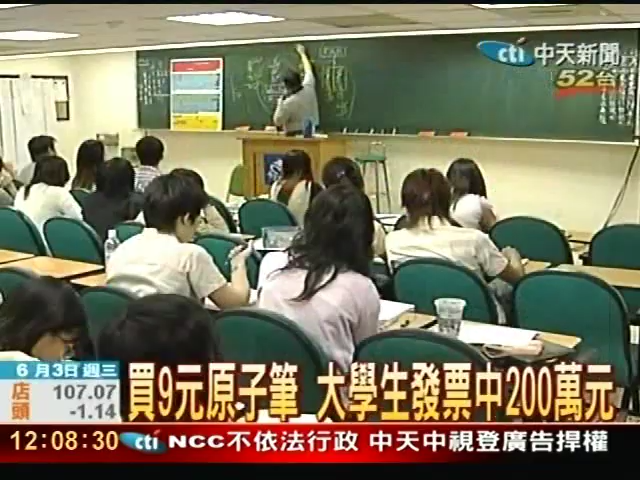 cti 中天新聞
52台
6月3日 週三
店頭 107.07
-1.14
買9元原子筆 大學生發票中200萬元
12:08:30 cti NCC不依法行政 中天中視登廣告捍權